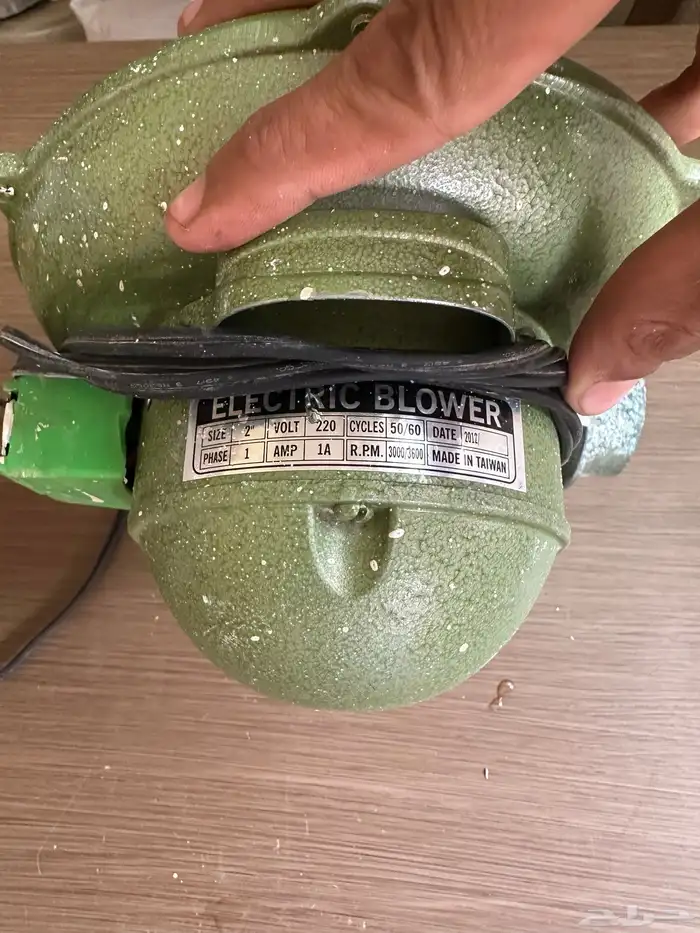 ELECTRIC BLOWER
SIZE 2" VOLT 220 CYCLES 50/60 DATE 2012
PHASE 1 AMP 1A R.P.M. 3000/3600 MADE IN TAIWAN
حراج